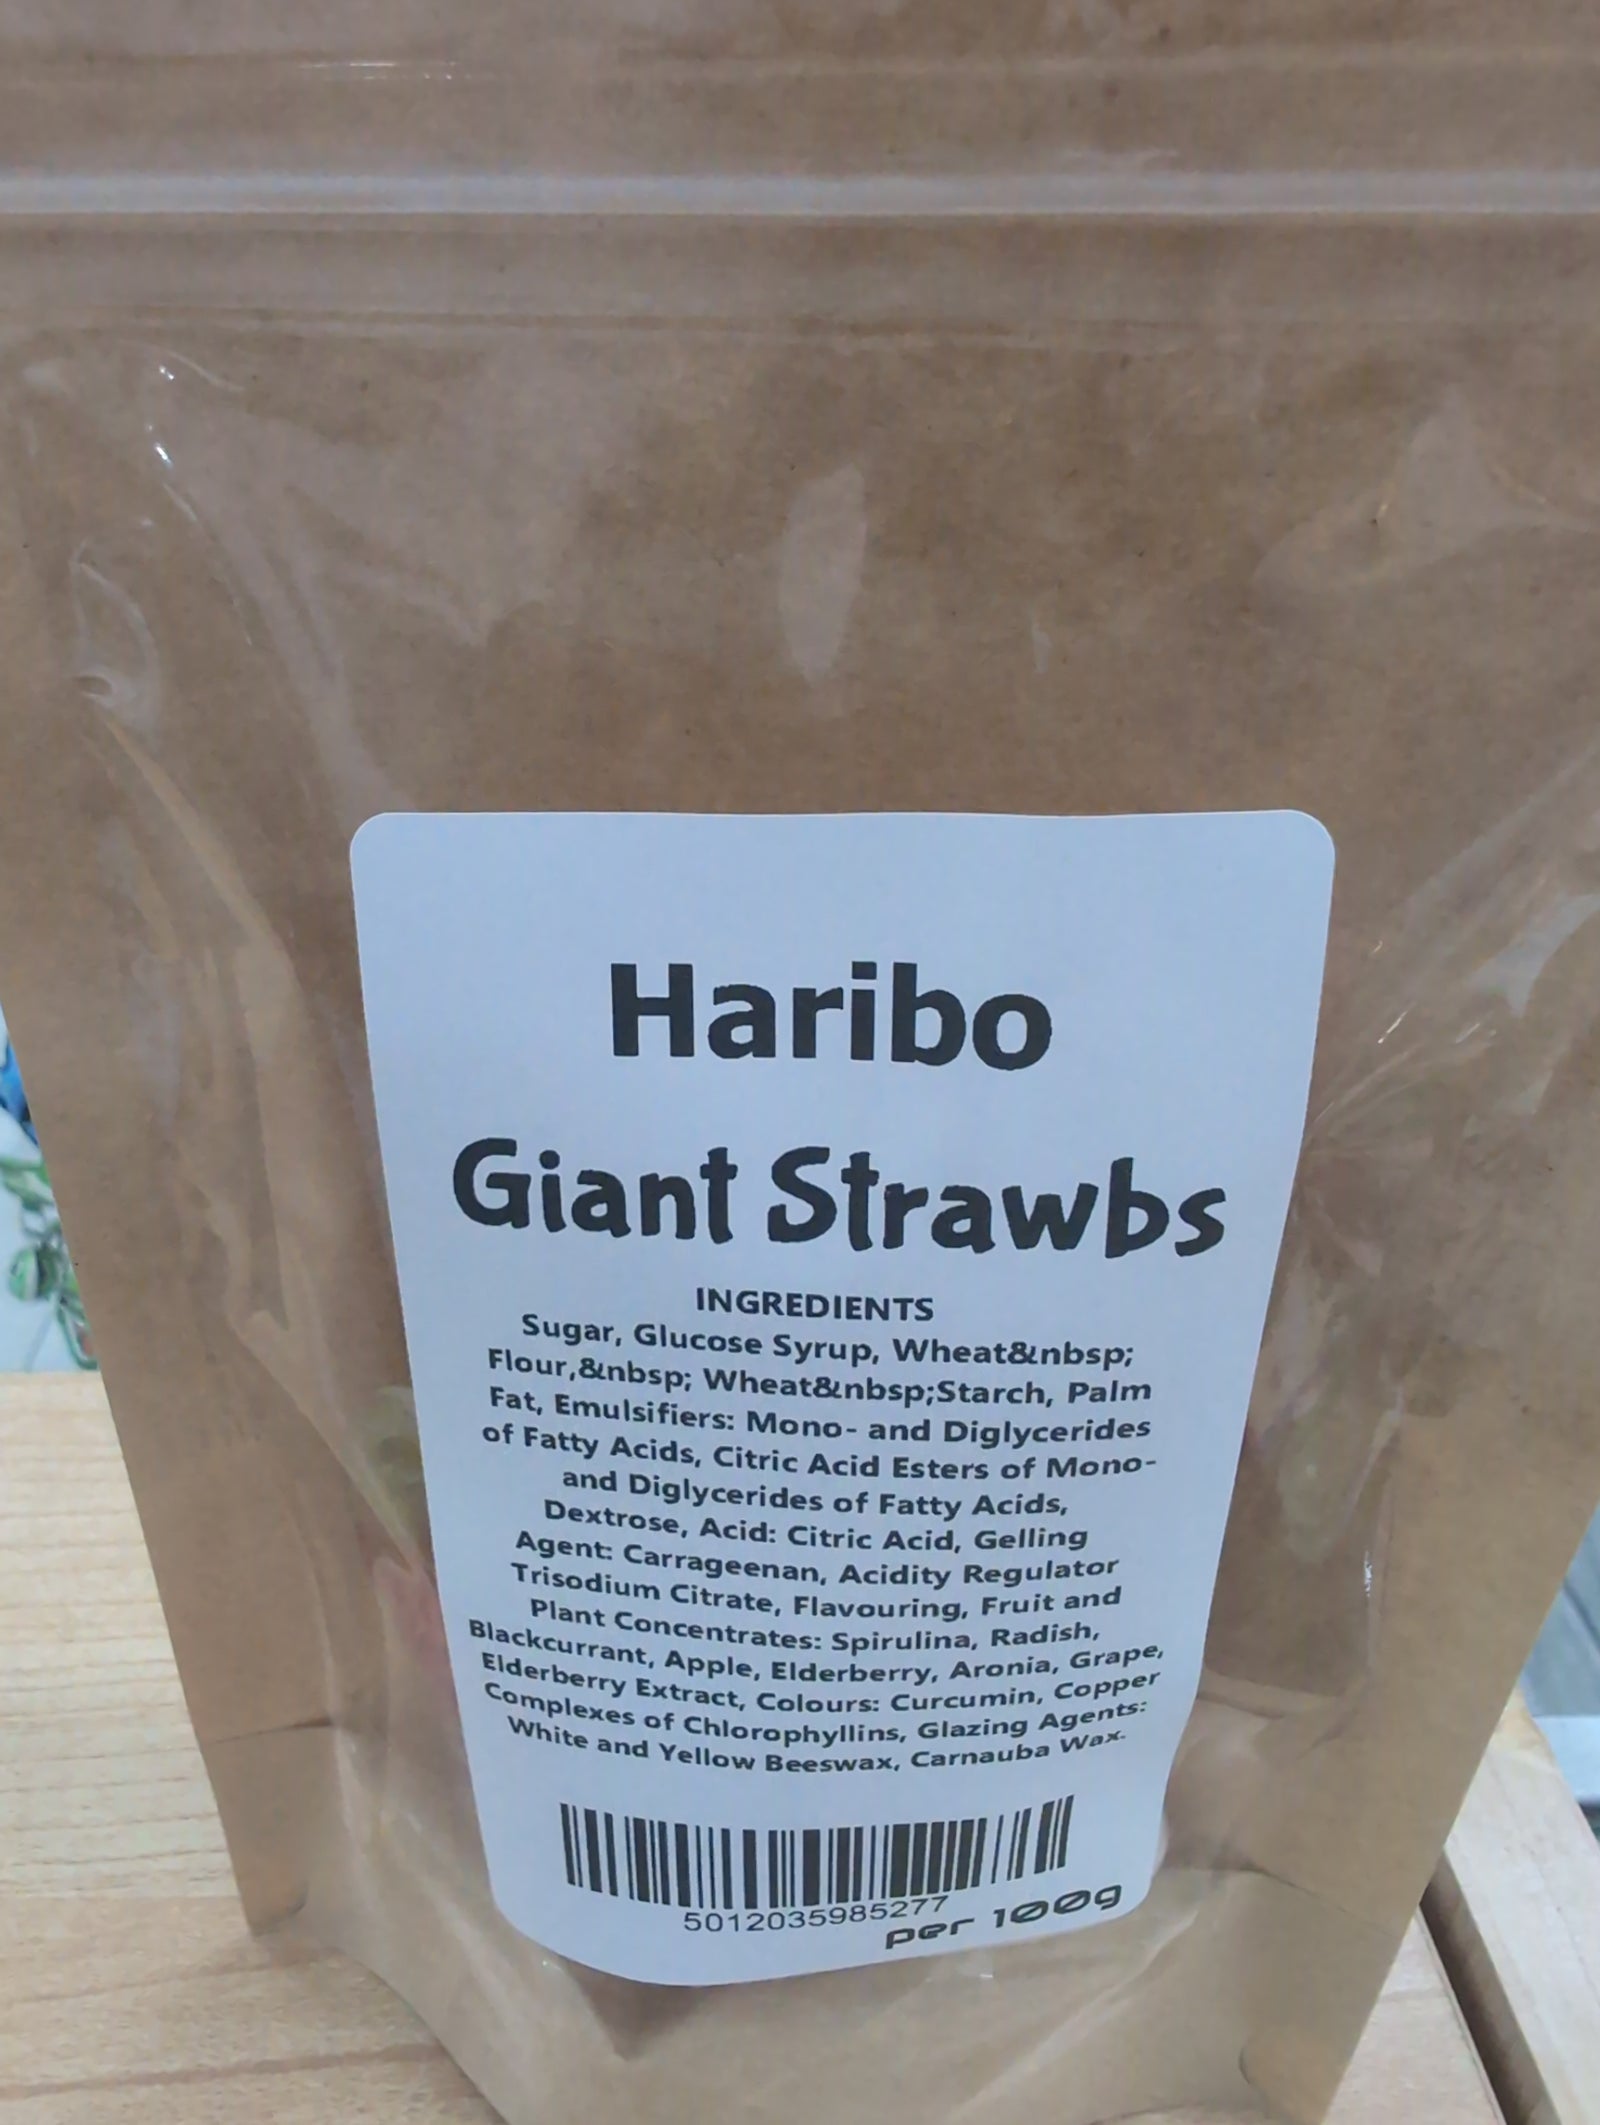 Haribo
Giant Strawbs
INGREDIENTS
Sugar, Glucose Syrup, Wheat&nbsp;
Flour,&nbsp; Wheat&nbsp;Starch, Palm
Fat, Emulsifiers: Mono- and Diglycerides
of Fatty Acids, Citric Acid Esters of Mono-
and Diglycerides of Fatty Acids,
Dextrose, Acid: Citric Acid, Gelling
Agent: Carrageenan, Acidity Regulator
Trisodium Citrate, Flavouring, Fruit and
Plant Concentrates: Spirulina, Radish,
Blackcurrant, Apple, Elderberry, Aronia, Grape,
Elderberry Extract, Colours: Curcumin, Copper
Complexes of Chlorophyllins, Glazing Agents:
White and Yellow Beeswax, Carnauba Wax.
5012035985277
per 100g